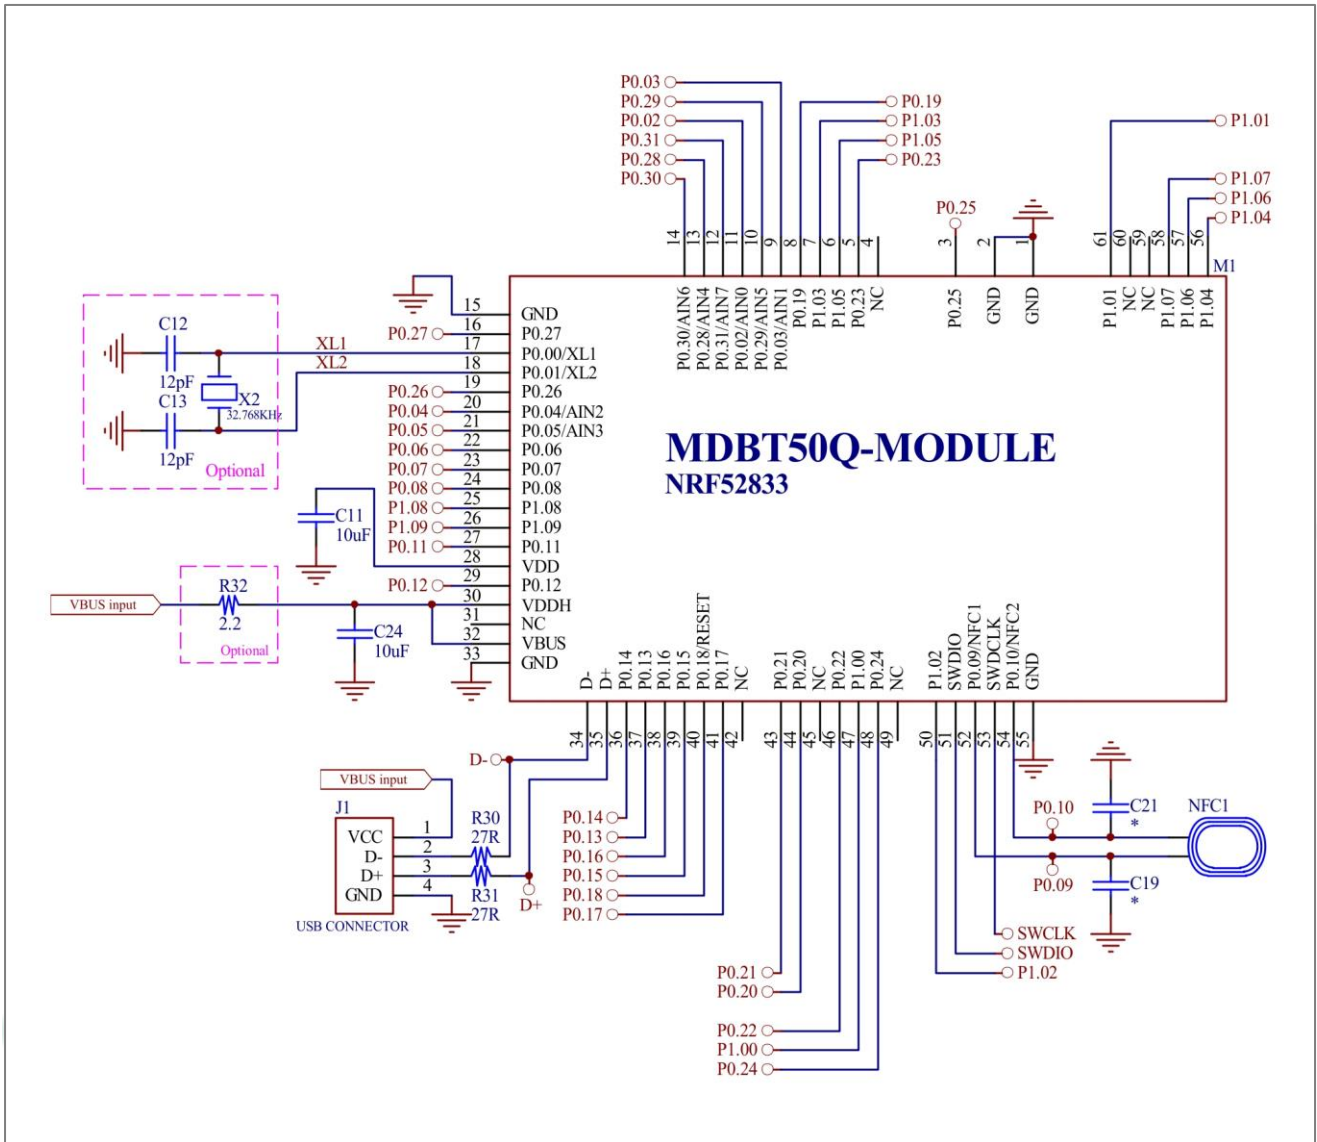 P0.03
P0.29
P0.02
P0.31
P0.28
P0.30
P0.19
P1.03
P1.05
P0.23
P1.01
P1.07
P1.06
P1.04
P0.25
14
13
12
11
10
9
8
7
6
5
4
3
2
1
61
60
59
58
57
56
M1
P0.30/AIN6
P0.28/AIN4
P0.31/AIN7
P0.02/AIN0
P0.29/AIN5
P0.03/AIN1
P0.19
P1.03
P1.05
P0.23
NC
P0.25
GND
GND
P1.01
NC
NC
P1.07
P1.06
P1.04
15 GND
P0.27 16 P0.27
XL1 17 P0.00/XL1
XL2 18 P0.01/XL2
P0.26 19 P0.26
P0.04 20 P0.04/AIN2
P0.05 21 P0.05/AIN3
P0.06 22 P0.06
P0.07 23 P0.07
P0.08 24 P0.08
P1.08 25 P1.08
P1.09 26 P1.09
P0.11 27 P0.11
28 VDD
P0.12 29 P0.12
30 VDDH
31 NC
32 VBUS
33 GND
C12
12pF
C13
12pF
X2
32.768KHz
Optional
C11
10uF
VBUS input
R32
2.2
Optional
C24
10uF
MDBT50Q-MODULE
NRF52833
D-
D+
P0.14
P0.13
P0.16
P0.15
P0.18/RESET
P0.17
NC
P0.21
P0.20
NC
P0.22
P1.00
P0.24
NC
P1.02
SWDIO
P0.09/NFC1
SWDCLK
P0.10/NFC2
GND
34
35
36
37
38
39
40
41
42
43
44
45
46
47
48
49
50
51
52
53
54
55
D-
VBUS input
J1
VCC 1
D- 2
D+ 3
GND 4
USB CONNECTOR
R30
27R
R31
27R
D+
P0.14
P0.13
P0.16
P0.15
P0.18
P0.17
P0.21
P0.20
P0.22
P1.00
P0.24
P0.10
P0.09
C21
*
C19
*
NFC1
SWCLK
SWDIO
P1.02